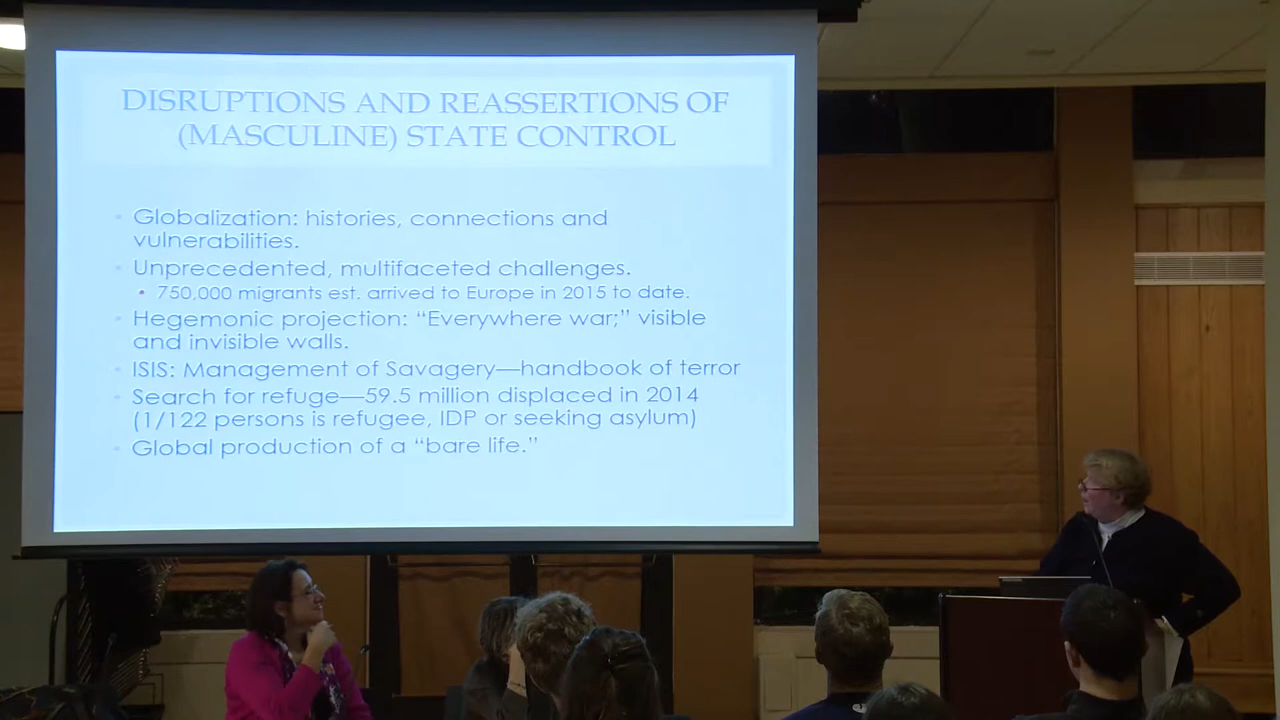 DISRUPTIONS AND REASSERTIONS OF
(MASCULINE) STATE CONTROL
Globalization: histories, connections and
vulnerabilities.
Unprecedented, multifaceted challenges.
750,000 migrants est. arrived to Europe in 2015 to date.
Hegemonic projection: “Everywhere war;” visible
and invisible walls.
ISIS: Management of Savagery—handbook of terror
Search for refuge—59.5 million displaced in 2014
(1/122 persons is refugee, IDP or seeking asylum)
Global production of a “bare life.”